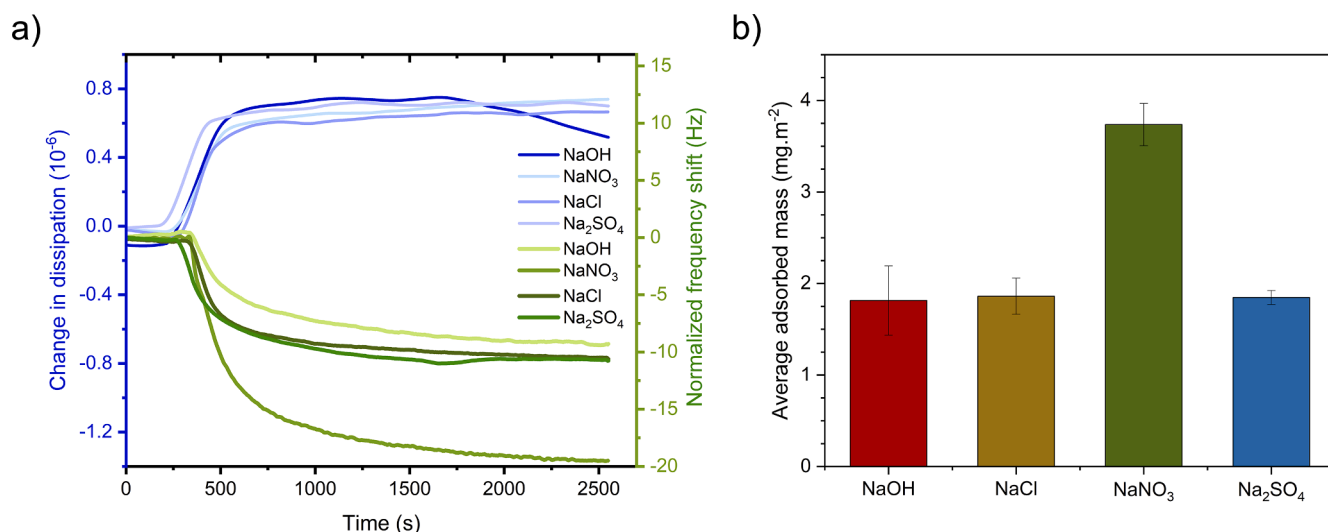 a)
Change in dissipation (10⁻⁶)
0.8
0.4
0.0
-0.4
-0.8
-1.2
0
500
1000
1500
2000
2500
Time (s)
15
10
5
0
-5
-10
-15
-20
Normalized frequency shift (Hz)
NaOH
NaNO₃
NaCl
Na₂SO₄
NaOH
NaNO₃
NaCl
Na₂SO₄
b)
Average adsorbed mass (mg.m⁻²)
4
3
2
1
0
NaOH
NaCl
NaNO₃
Na₂SO₄